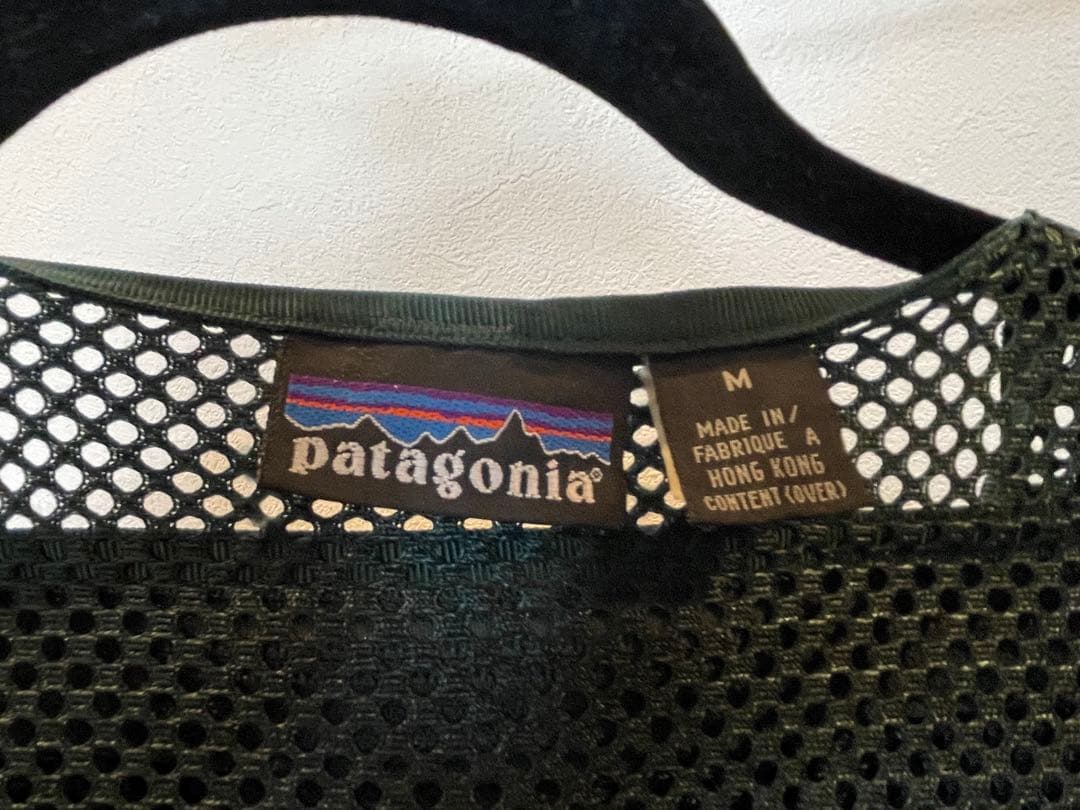 patagonia®
M
MADE IN/
FABRIQUE A
HONG KONG
CONTENT (OVER)